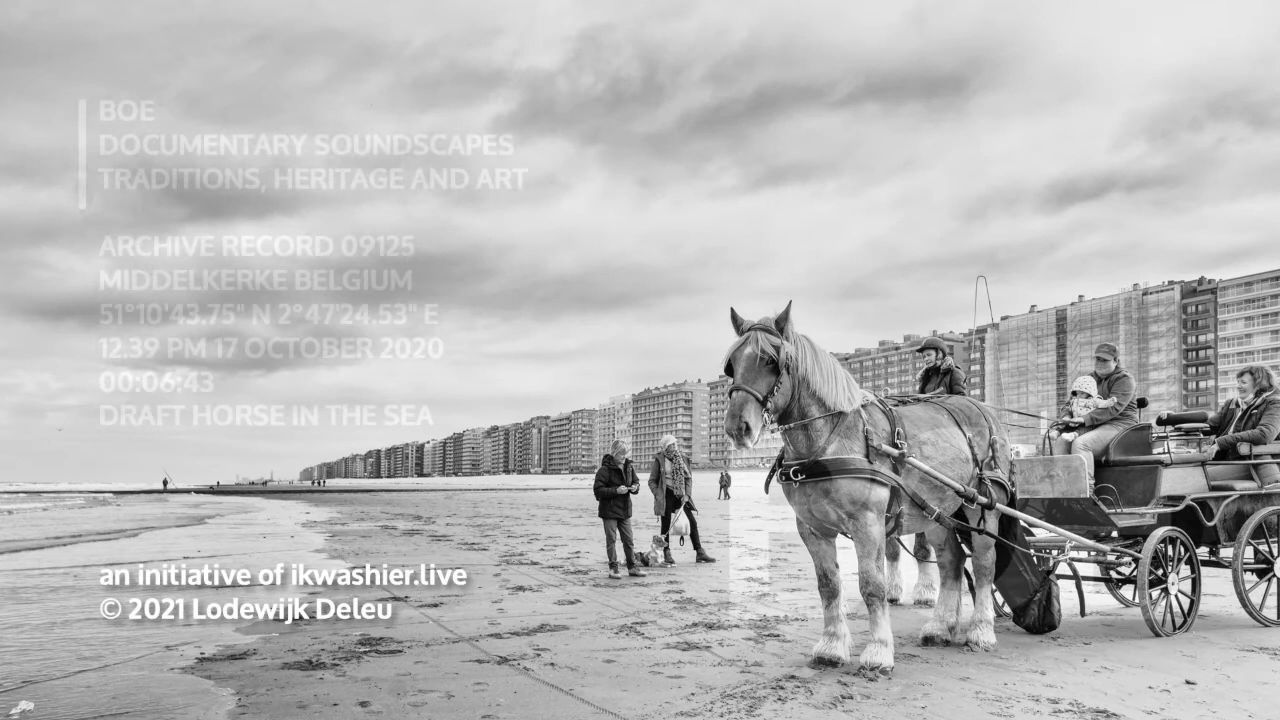 BOE
DOCUMENTARY SOUNDSCAPES
TRADITIONS, HERITAGE AND ART
ARCHIVE RECORD 09125
MIDDELKERKE BELGIUM
51°10'43.75" N 2°47'24.53" E
12.39 PM 17 OCTOBER 2020
00:06:43
DRAFT HORSE IN THE SEA
an initiative of ikwashier.live
© 2021 Lodewijk Deleu